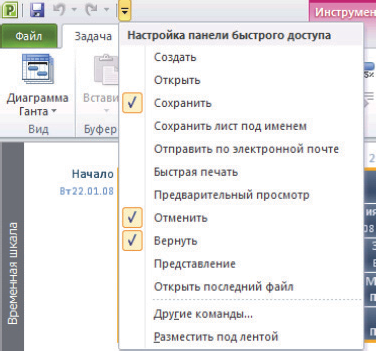 Инструмен
Файл
Задача
Настройка панели быстрого доступа
Создать
Открыть
Сохранить
Сохранить лист под именем
Отправить по электронной почте
Быстрая печать
Предварительный просмотр
Отменить
Вернуть
Представление
Открыть последний файл
Другие команды...
Разместить под лентой
Диаграмма
Ганта
Встави
Вид
Буфер
Начало
Вт22.01.08
Временная шкала